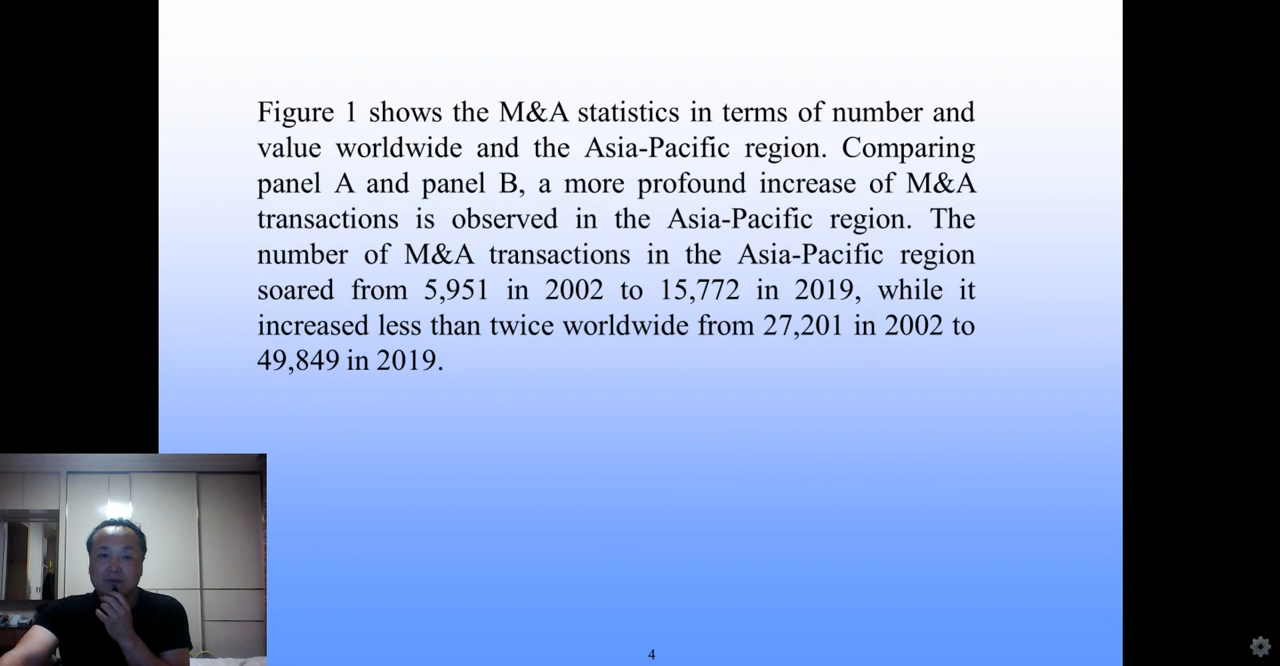 Figure 1 shows the M&A statistics in terms of number and
value worldwide and the Asia-Pacific region. Comparing
panel A and panel B, a more profound increase of M&A
transactions is observed in the Asia-Pacific region. The
number of M&A transactions in the Asia-Pacific region
soared from 5,951 in 2002 to 15,772 in 2019, while it
increased less than twice worldwide from 27,201 in 2002 to
49,849 in 2019.
4